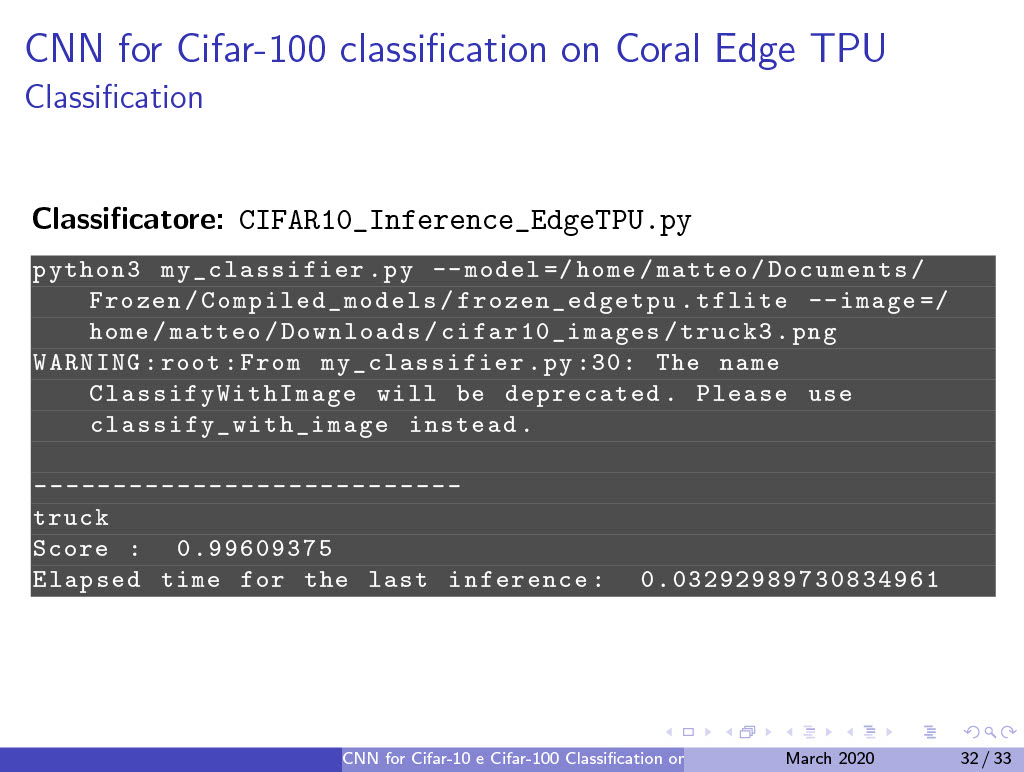 CNN for Cifar-100 classification on Coral Edge TPU
Classification
Classificatore: CIFAR10_Inference_EdgeTPU.py
python3 my_classifier.py --model=/home/matteo/Documents/
Frozen/Compiled_models/frozen_edgetpu.tflite --image=/
home/matteo/Downloads/cifar10_images/truck3.png
WARNING:root:From my_classifier.py:30: The name
ClassifyWithImage will be deprecated. Please use
classify_with_image instead.
---------------------------
truck
Score :  0.99609375
Elapsed time for the last inference:  0.03292989730834961
CNN for Cifar-10 e Cifar-100 Classification or March 2020 32 / 33